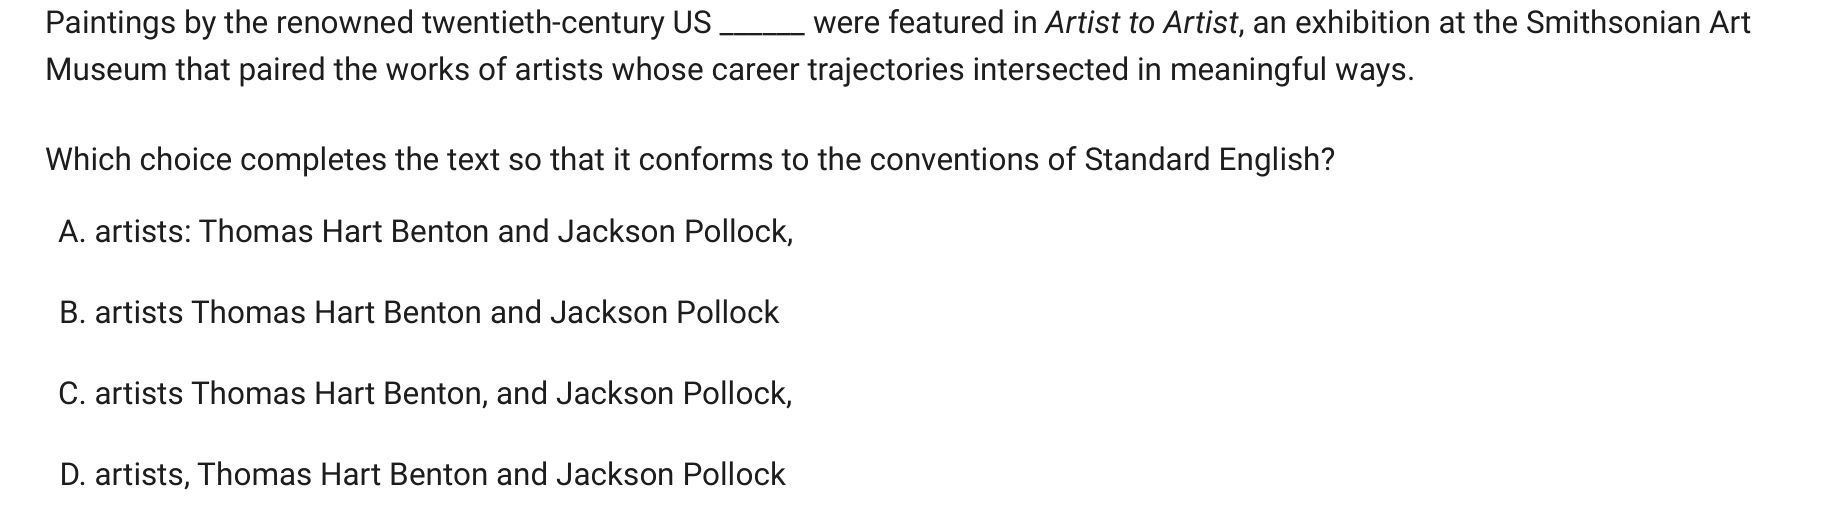 Paintings by the renowned twentieth-century US ______ were featured in Artist to Artist, an exhibition at the Smithsonian Art
Museum that paired the works of artists whose career trajectories intersected in meaningful ways.
Which choice completes the text so that it conforms to the conventions of Standard English?
A. artists: Thomas Hart Benton and Jackson Pollock,
B. artists Thomas Hart Benton and Jackson Pollock
C. artists Thomas Hart Benton, and Jackson Pollock,
D. artists, Thomas Hart Benton and Jackson Pollock